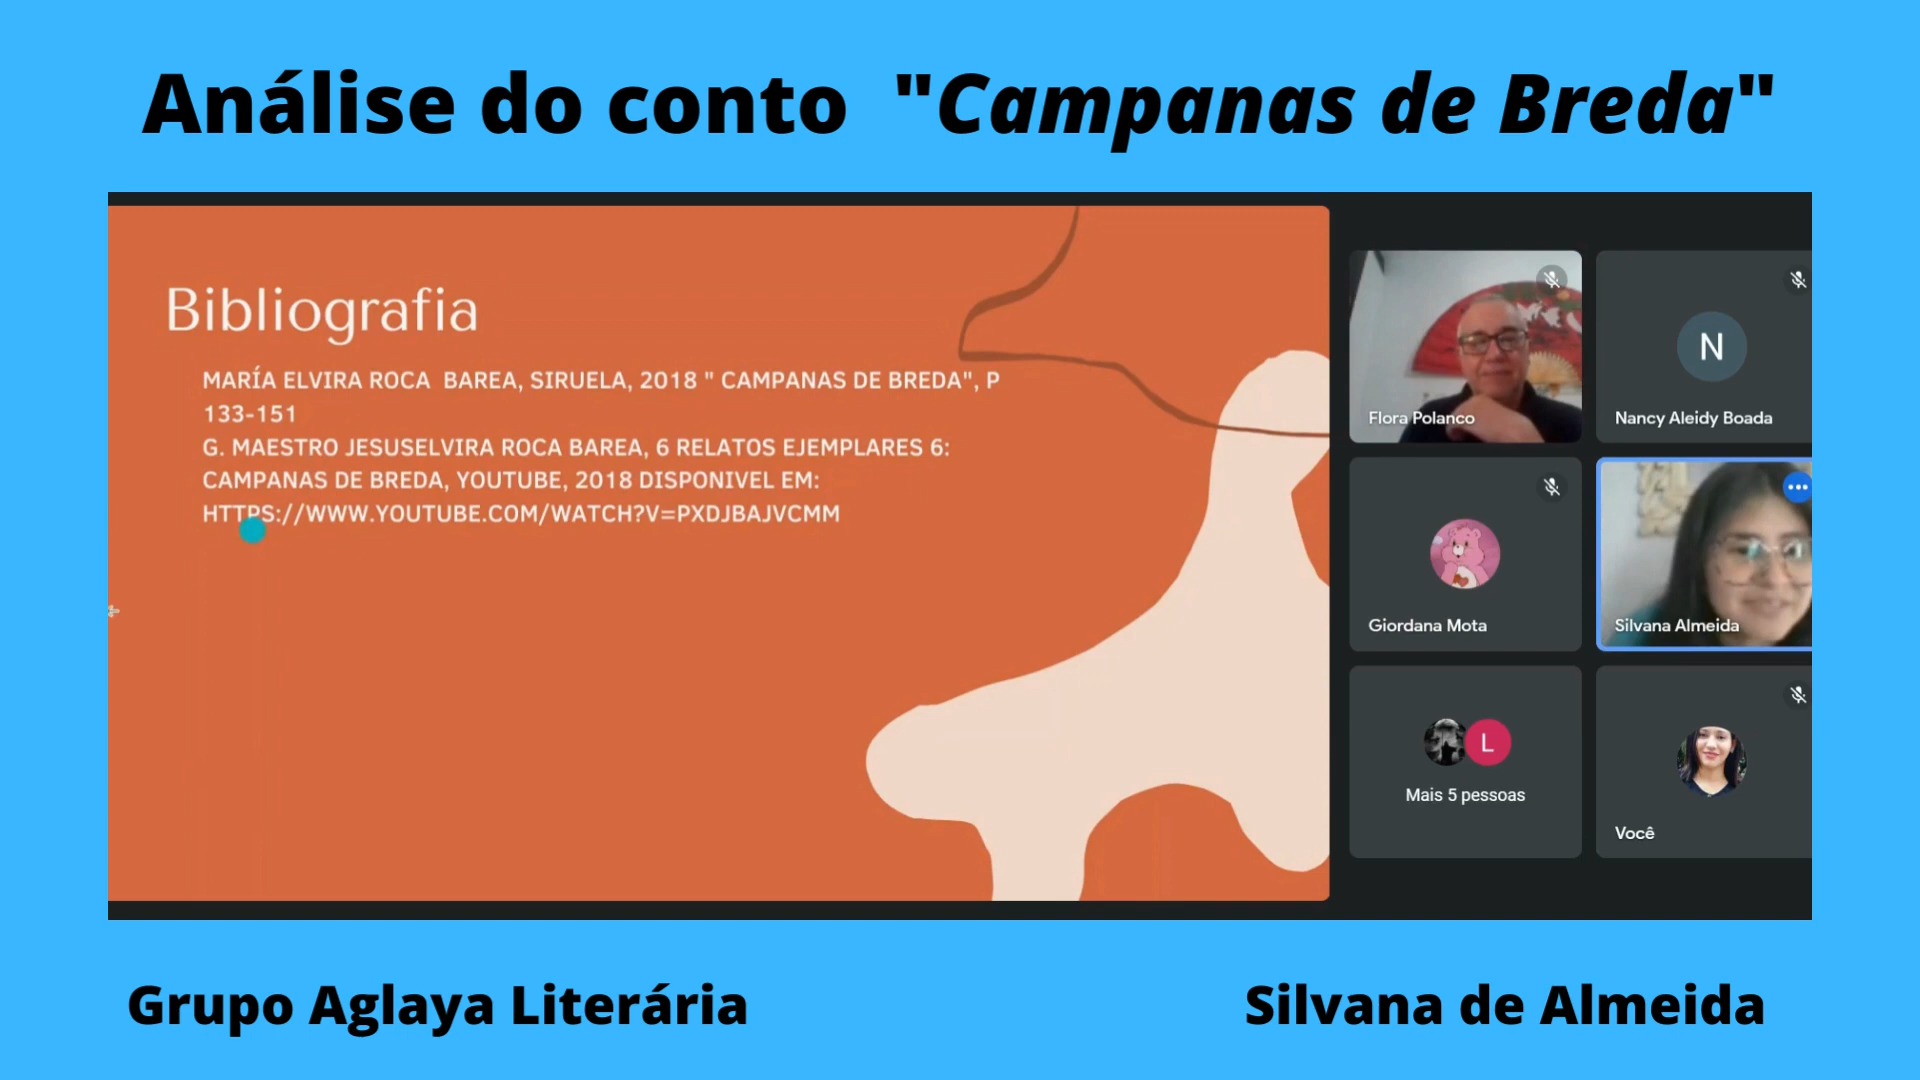 Análise do conto "Campanas de Breda"
Bibliografia
MARÍA ELVIRA ROCA BAREA, SIRUELA, 2018 " CAMPANAS DE BREDA", P
133-151
G. MAESTRO JESUSELVIRA ROCA BAREA, 6 RELATOS EJEMPLARES 6:
CAMPANAS DE BREDA, YOUTUBE, 2018 DISPONIVEL EM:
HTTPS://WWW.YOUTUBE.COM/WATCH?V=PXDJBAJVCMM
Flora Polanco
N
Nancy Aleidy Boada
Giordana Mota
Silvana Almeida
L
Mais 5 pessoas
Você
Grupo Aglaya Literária
Silvana de Almeida